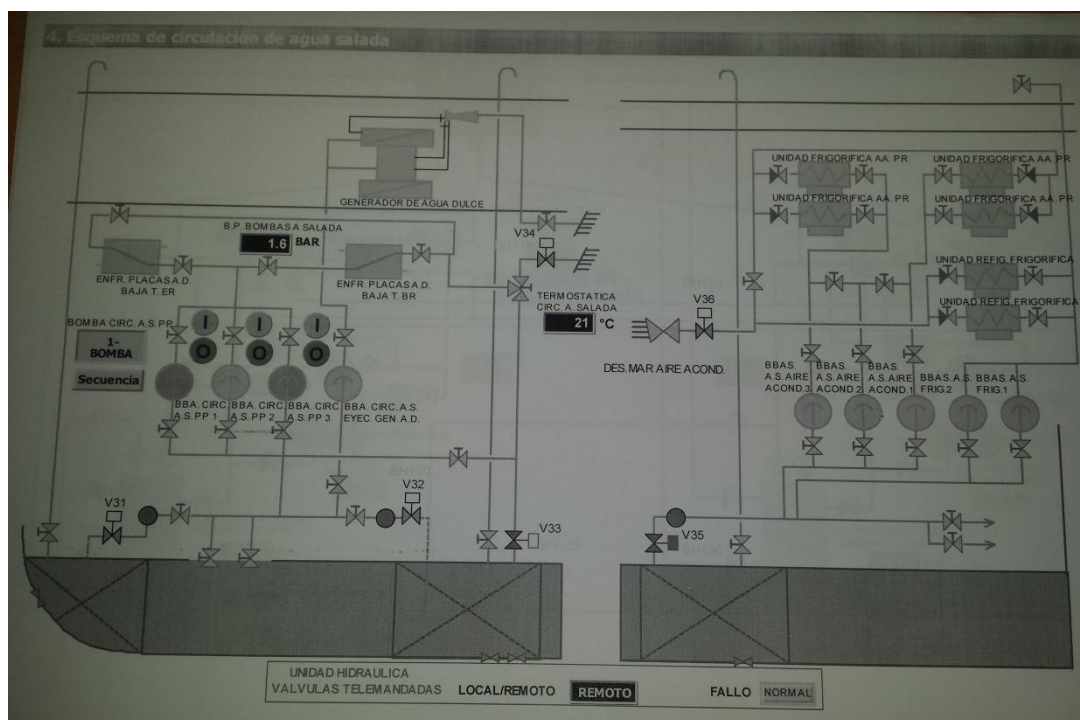 4. Esquema de circulación de agua salada
GENERADOR DE AGUA DULCE
B.P. BOMBAS A SALADA
1.6 BAR
ENFR. PLACAS A.D.
BAJA T. ER
ENFR. PLACAS A.D.
BAJA T. BR
V34
TERMOSTATICA
CIRC. A. SALADA
21 °C
BOMBA CIRC. A.S. PP
1-
BOMBA
Secuencia
I
I
I
O
O
O
BBA. CIRC
A.S. PP 1
BBA. CIRC
A.S. PP 2
BBA. CIRC
A.S. PP 3
BBA. CIRC. A.S.
EYEC. GEN. A.D.
V31
V32
V33
UNIDAD FRIGORIFICA AA. PR
UNIDAD FRIGORIFICA AA. PR
UNIDAD FRIGORIFICA AA. PR
UNIDAD FRIGORIFICA AA. PR
UNIDAD REFIG. FRIGORIFICA
UNIDAD REFIG. FRIGORIFICA
V36
DES. MAR AIRE ACOND.
BBAS.
A.S. AIRE
ACOND.3
BBAS.
A.S. AIRE
ACOND.2
BBAS.
A.S. AIRE
ACOND.1
BBAS. A.S.
FRIG.2
BBAS. A.S.
FRIG.1
V35
UNIDAD HIDRAULICA
VALVULAS TELEMANDADAS
LOCAL/REMOTO REMOTO
FALLO NORMAL